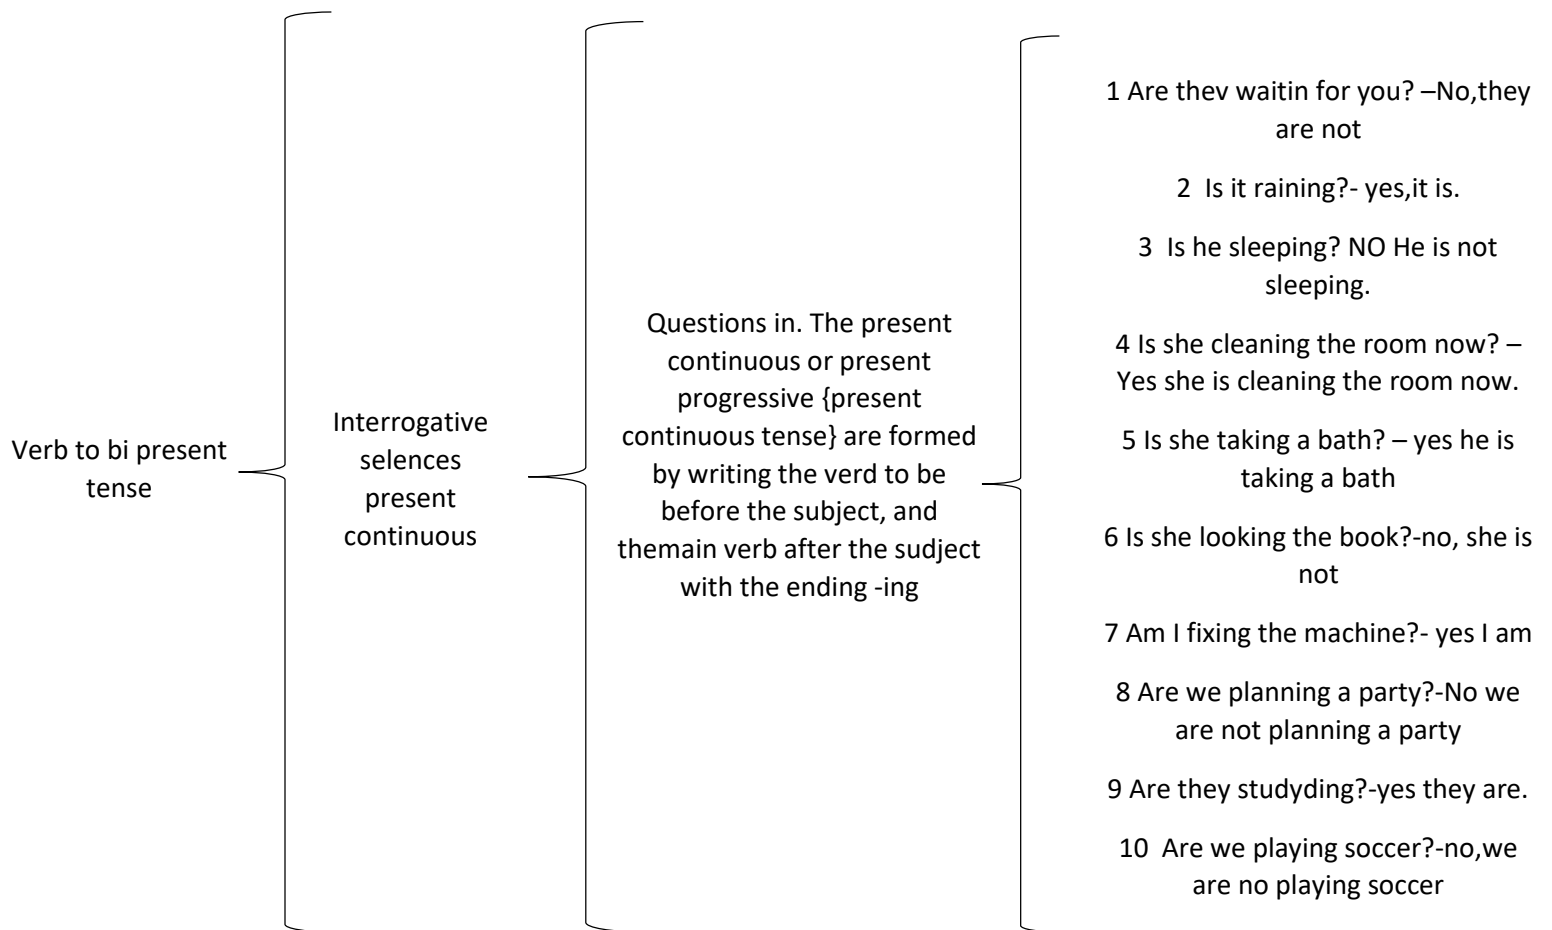 Verb to bi present
tense
Interrogative
selences
present
continuous
Questions in. The present
continuous or present
progressive {present
continuous tense} are formed
by writing the verd to be
before the subject, and
themain verb after the sudject
with the ending -ing
1 Are thev waitin for you? –No,they
are not
2  Is it raining?- yes,it is.
3  Is he sleeping? NO He is not
sleeping.
4 Is she cleaning the room now? –
Yes she is cleaning the room now.
5 Is she taking a bath? – yes he is
taking a bath
6 Is she looking the book?-no, she is
not
7 Am I fixing the machine?- yes I am
8 Are we planning a party?-No we
are not planning a party
9 Are they studyding?-yes they are.
10  Are we playing soccer?-no,we
are no playing soccer